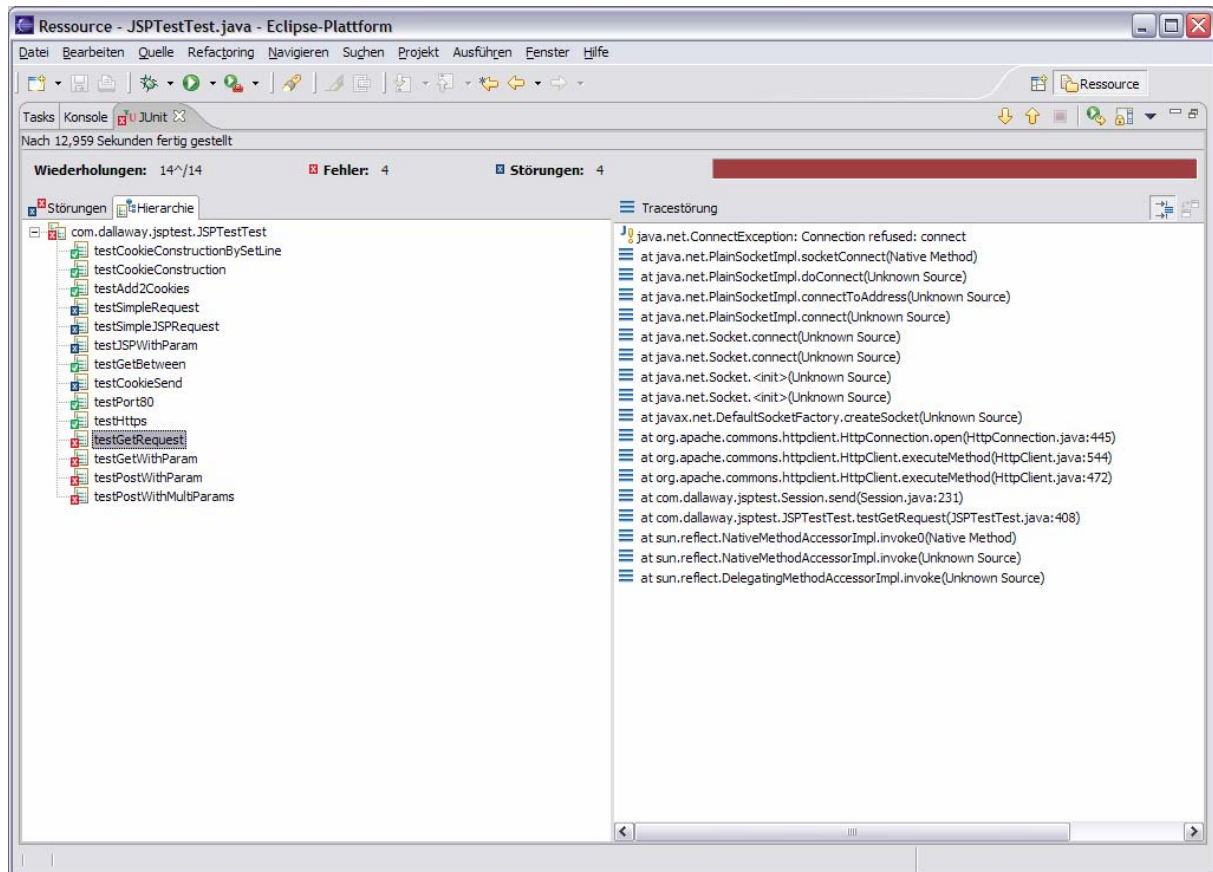 Ressource - JSPTestTest.java - Eclipse-Plattform
Datei Bearbeiten Quelle Refactoring Navigieren Suchen Projekt Ausführen Fenster Hilfe
Ressource
Tasks Konsole JUnit
Nach 12,959 Sekunden fertig gestellt
Wiederholungen: 14^/14 Fehler: 4 Störungen: 4
Störungen Hierarchie
com.dallaway.jsptest.JSPTestTest
testCookieConstructionBySetLine
testCookieConstruction
testAdd2Cookies
testSimpleRequest
testSimpleJSPRequest
testJSPWithParam
testGetBetween
testCookieSend
testPort80
testHttps
testGetRequest
testGetWithParam
testPostWithParam
testPostWithMultiParams
Tracestörung
java.net.ConnectException: Connection refused: connect
at java.net.PlainSocketImpl.socketConnect(Native Method)
at java.net.PlainSocketImpl.doConnect(Unknown Source)
at java.net.PlainSocketImpl.connectToAddress(Unknown Source)
at java.net.PlainSocketImpl.connect(Unknown Source)
at java.net.Socket.connect(Unknown Source)
at java.net.Socket.connect(Unknown Source)
at java.net.Socket.<init>(Unknown Source)
at java.net.Socket.<init>(Unknown Source)
at javax.net.DefaultSocketFactory.createSocket(Unknown Source)
at org.apache.commons.httpclient.HttpConnection.open(HttpConnection.java:445)
at org.apache.commons.httpclient.HttpClient.executeMethod(HttpClient.java:544)
at org.apache.commons.httpclient.HttpClient.executeMethod(HttpClient.java:472)
at com.dallaway.jsptest.Session.send(Session.java:231)
at com.dallaway.jsptest.JSPTestTest.testGetRequest(JSPTestTest.java:408)
at sun.reflect.NativeMethodAccessorImpl.invoke0(Native Method)
at sun.reflect.NativeMethodAccessorImpl.invoke(Unknown Source)
at sun.reflect.DelegatingMethodAccessorImpl.invoke(Unknown Source)